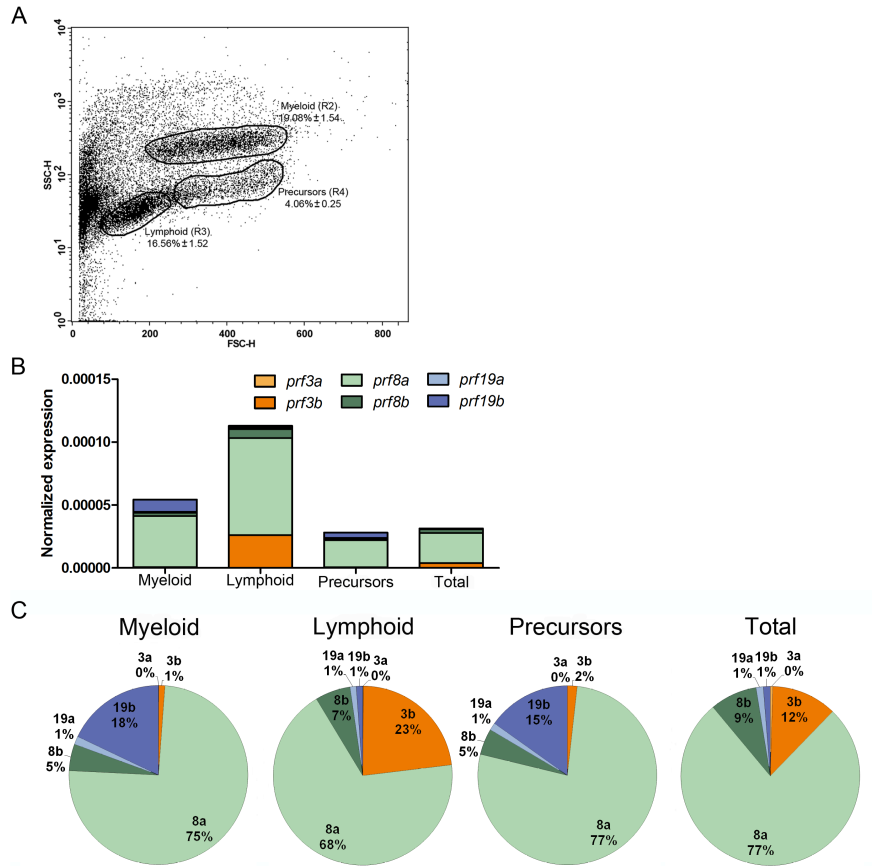 A
10^4
10^3
10^2
10^1
10^0
SSC-H
Myeloid (R2)
19.08%±1.54
Precursors (R4)
4.06%±0.25
Lymphoid (R3)
16.56%±1.52
0
200
400
600
800
FSC-H
B
Normalized expression
0.00015
0.00010
0.00005
0.00000
prf3a prf8a prf19a
prf3b prf8b prf19b
Myeloid Lymphoid Precursors Total
C
Myeloid
3a 3b
0% 1%
19b
18%
19a
1%
8b
5%
8a
75%
Lymphoid
19a 19b 3a
1% 1% 0%
8b
7%
3b
23%
8a
68%
Precursors
3a 3b
0% 2%
19b
15%
19a
1%
8b
5%
8a
77%
Total
19a 19b 3a
1% 1% 0%
8b
9%
3b
12%
8a
77%